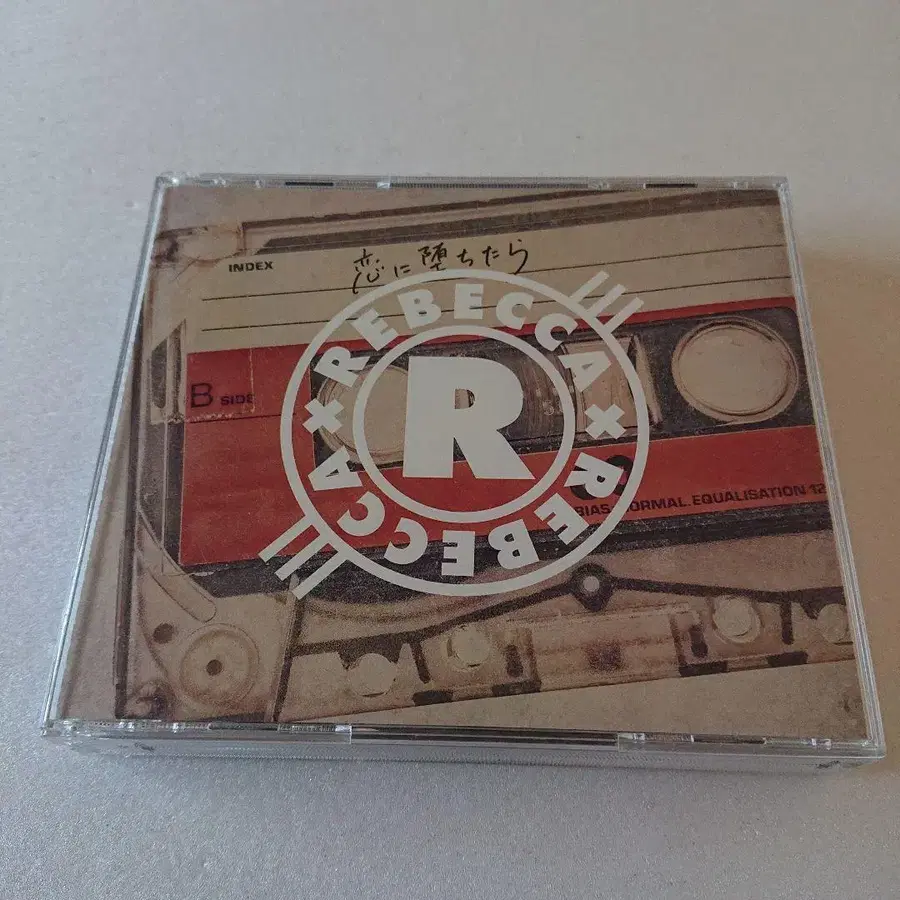 INDEX
恋に堕ちたら
REBECCA × REBECCA ×
R
B SIDE
BIAS NORMAL. EQUALISATION 12